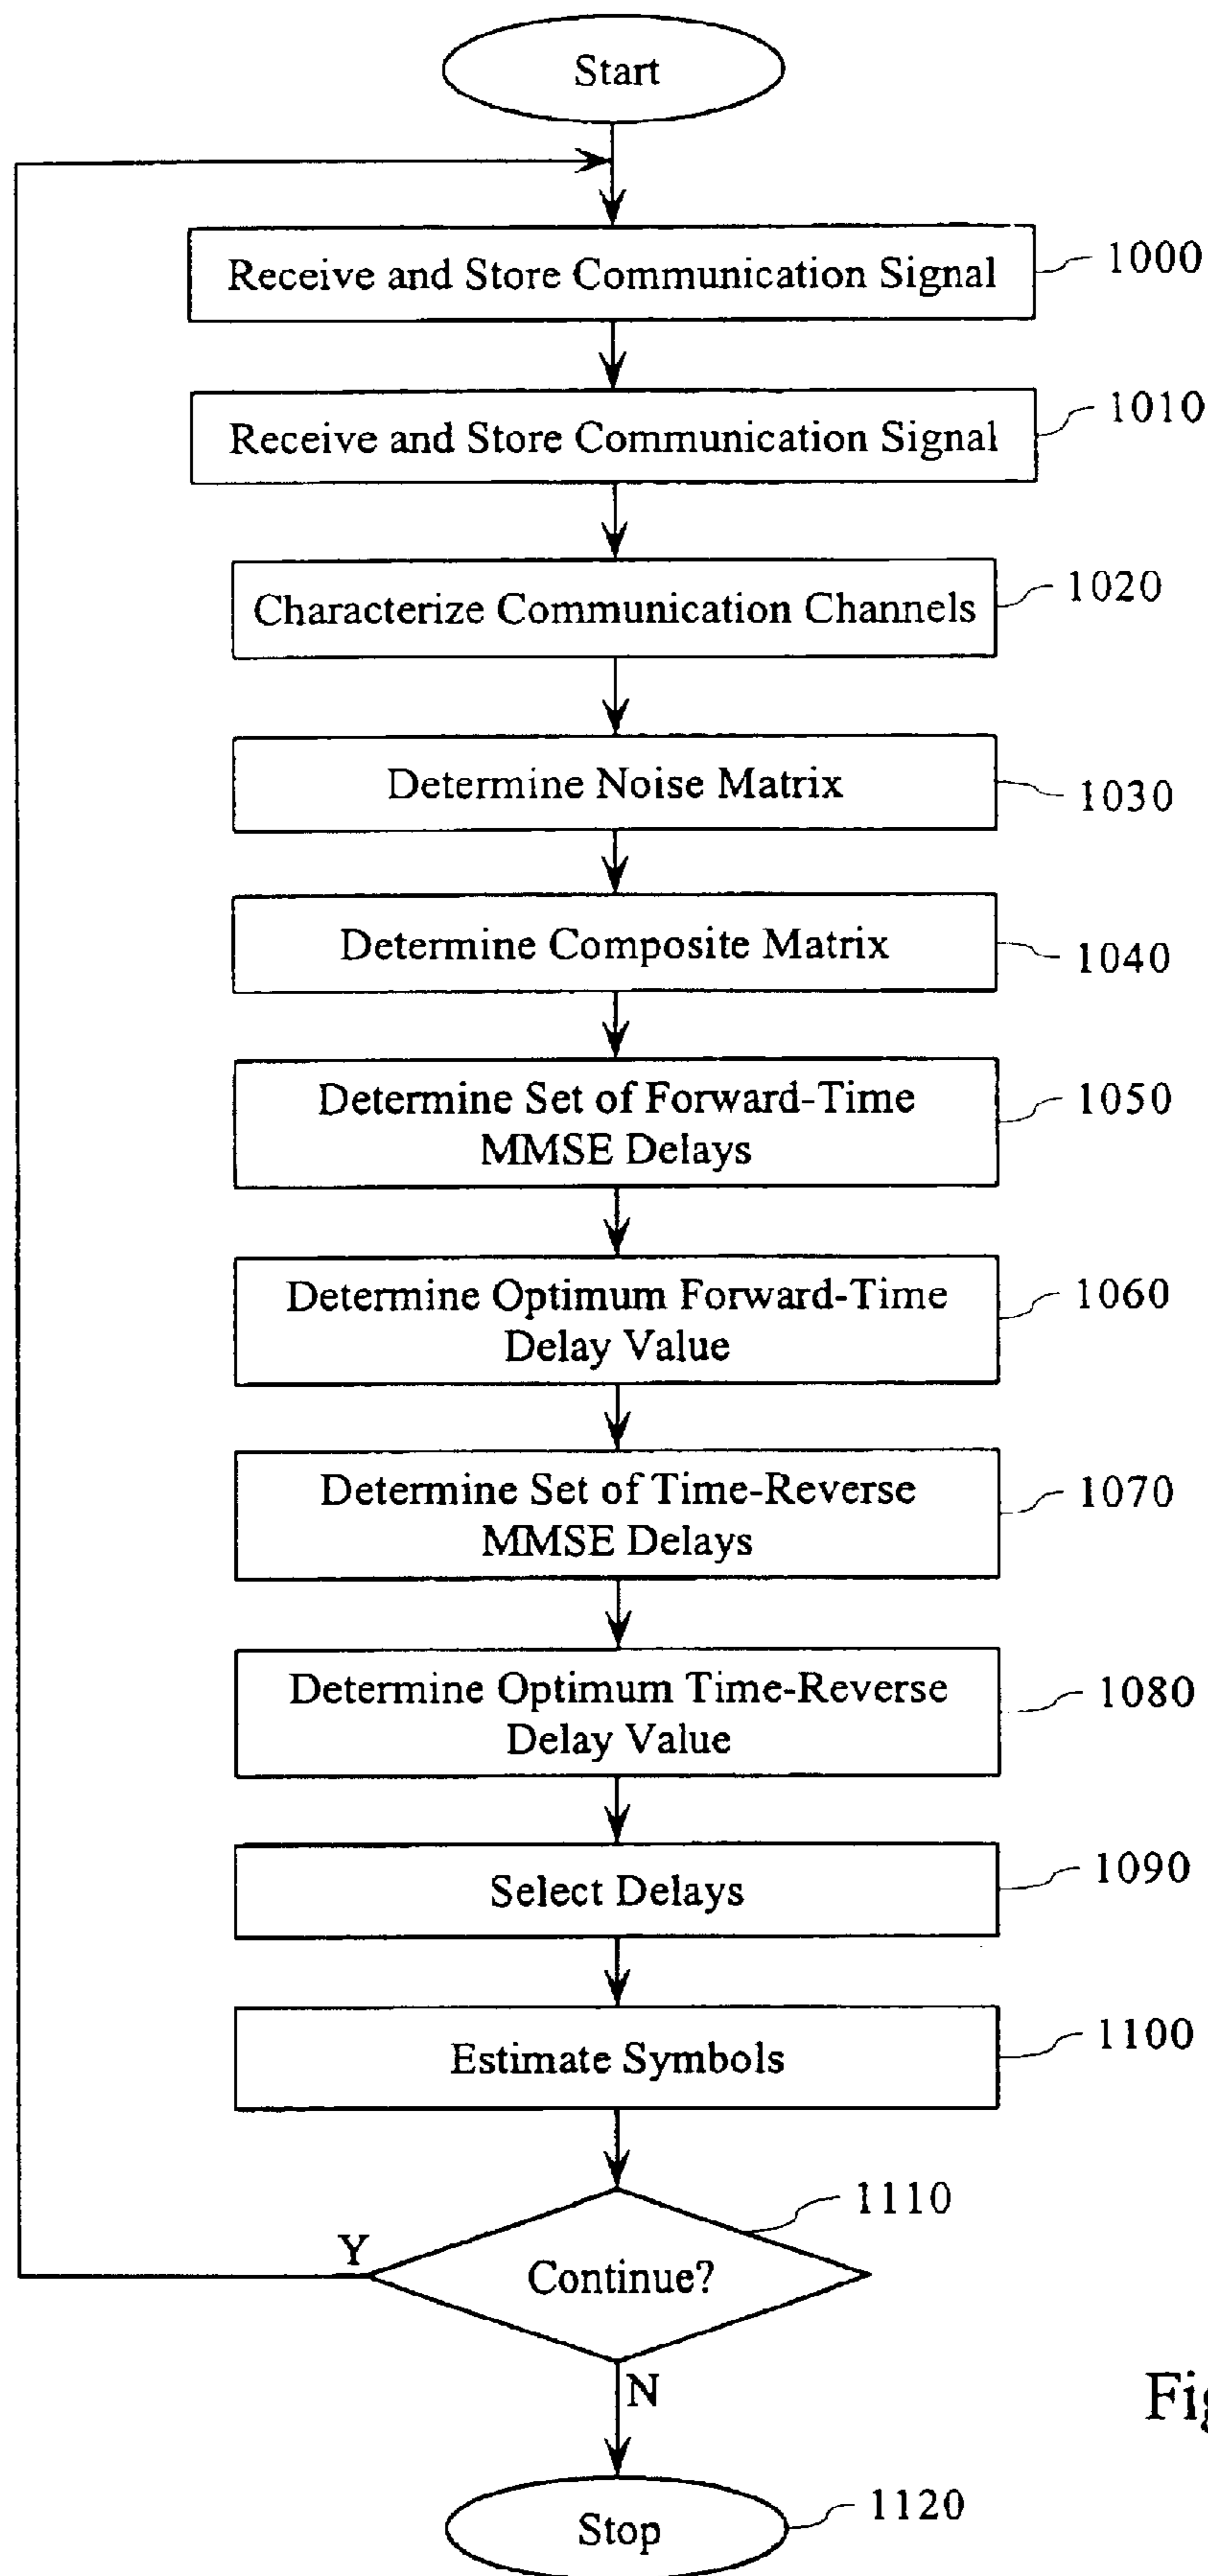 Start
Receive and Store Communication Signal
1000
Receive and Store Communication Signal
1010
Characterize Communication Channels
1020
Determine Noise Matrix
1030
Determine Composite Matrix
1040
Determine Set of Forward-Time
MMSE Delays
1050
Determine Optimum Forward-Time
Delay Value
1060
Determine Set of Time-Reverse
MMSE Delays
1070
Determine Optimum Time-Reverse
Delay Value
1080
Select Delays
1090
Estimate Symbols
1100
1110
Continue?
Y
N
Stop
1120